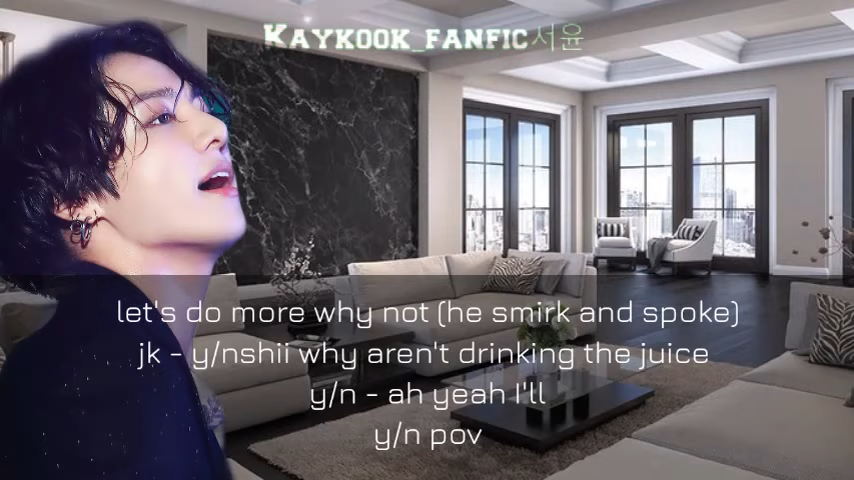 Kaykook_fanfic서윤
let's do more why not (he smirk and spoke)
jk - y/nshii why aren't drinking the juice
y/n - ah yeah I'll
y/n pov